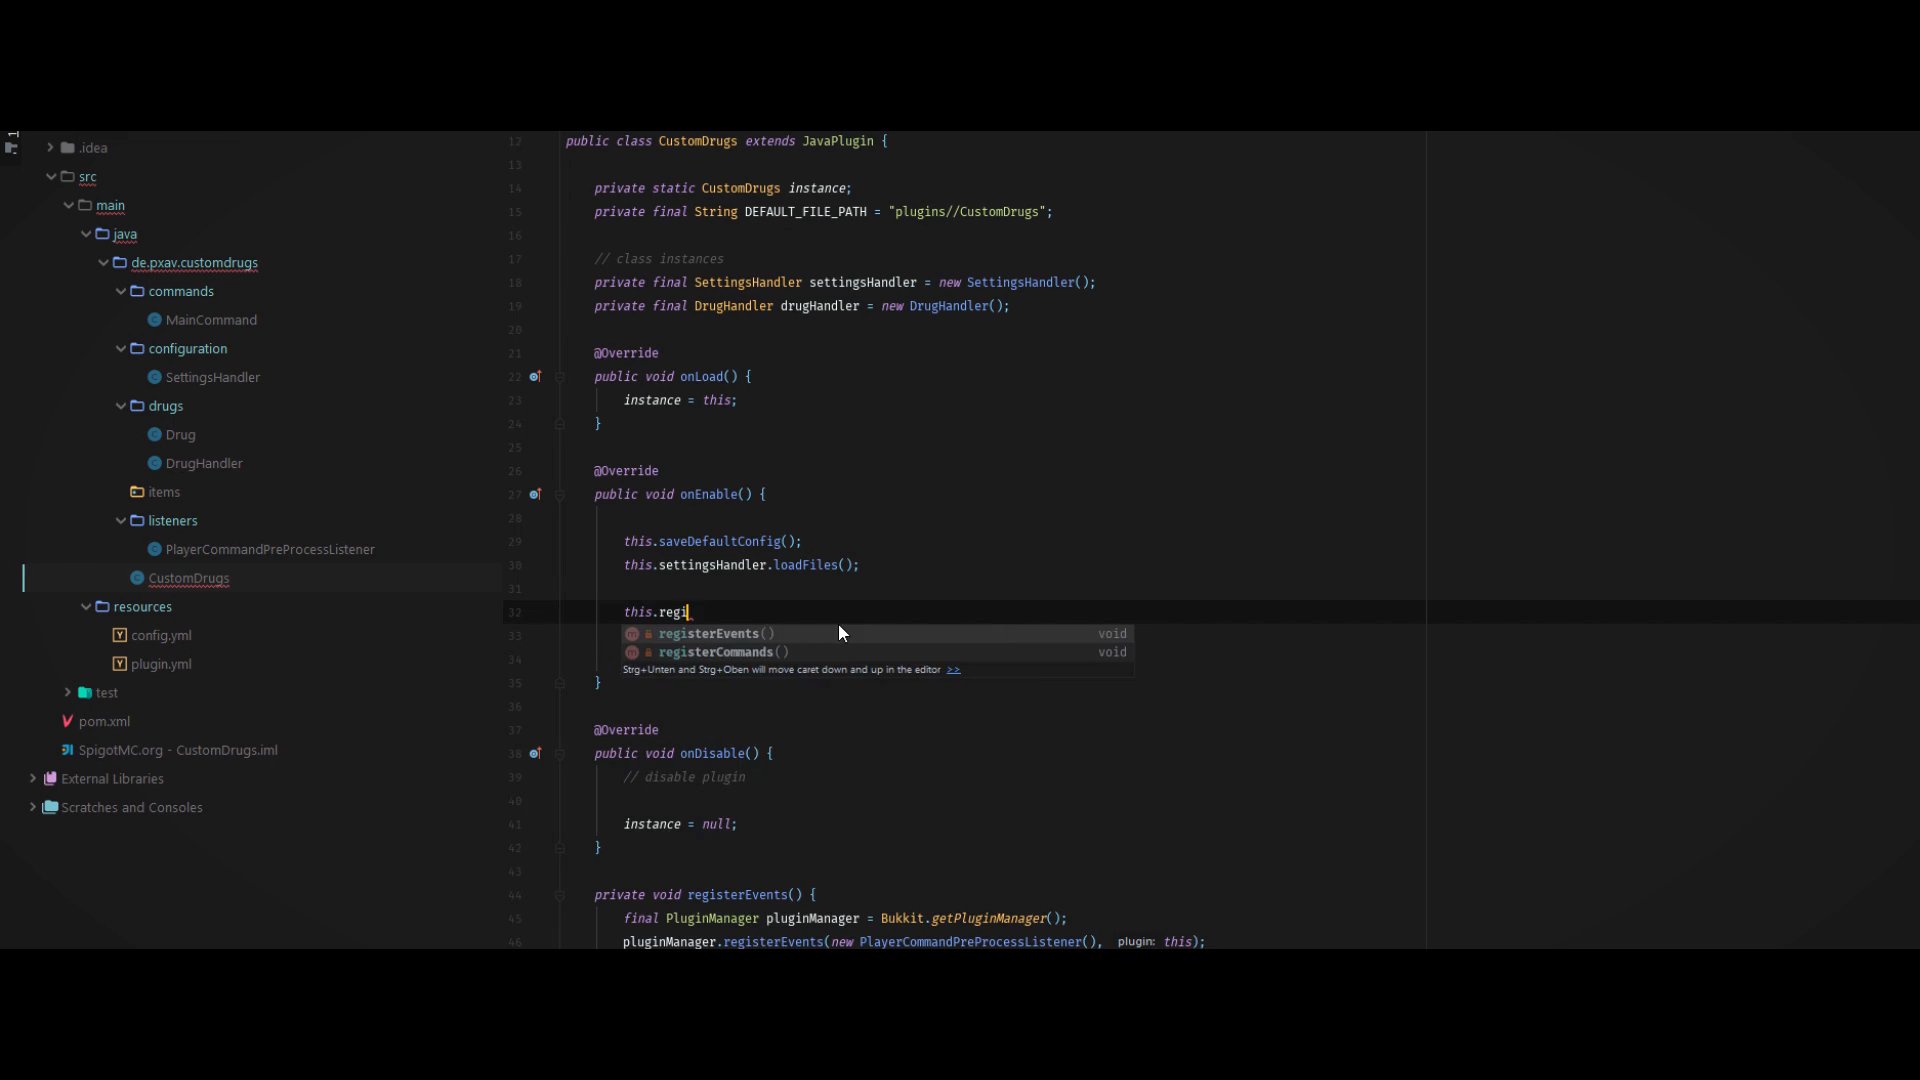 1
.idea
src
main
java
de.pxav.customdrugs
commands
MainCommand
configuration
SettingsHandler
drugs
Drug
DrugHandler
items
listeners
PlayerCommandPreProcessListener
CustomDrugs
resources
config.yml
plugin.yml
test
pom.xml
SpigotMC.org - CustomDrugs.iml
External Libraries
Scratches and Consoles
12 public class CustomDrugs extends JavaPlugin {
13
14 private static CustomDrugs instance;
15 private final String DEFAULT_FILE_PATH = "plugins//CustomDrugs";
16
17 // class instances
18 private final SettingsHandler settingsHandler = new SettingsHandler();
19 private final DrugHandler drugHandler = new DrugHandler();
20
21 @Override
22 public void onLoad() {
23 instance = this;
24 }
25
26 @Override
27 public void onEnable() {
28
29 this.saveDefaultConfig();
30 this.settingsHandler.loadFiles();
31
32 this.regi
33 registerEvents() void
34 registerCommands() void
Strg+Unten and Strg+Oben will move caret down and up in the editor >>
35 }
36
37 @Override
38 public void onDisable() {
39 // disable plugin
40
41 instance = null;
42 }
43
44 private void registerEvents() {
45 final PluginManager pluginManager = Bukkit.getPluginManager();
46 pluginManager.registerEvents(new PlayerCommandPreProcessListener(), plugin: this);